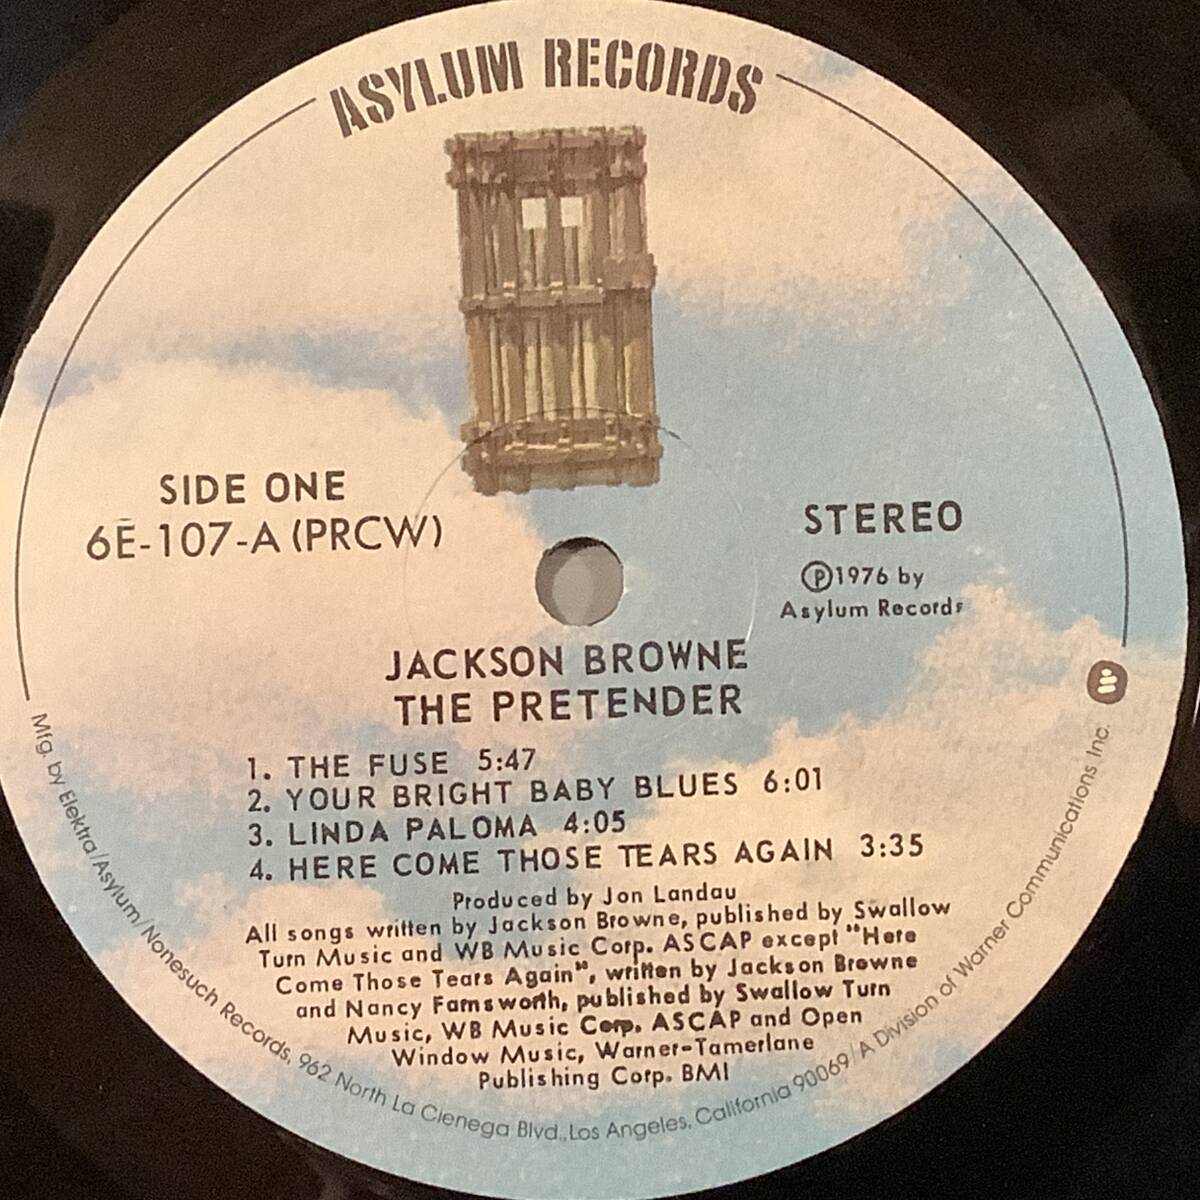 ASYLUM RECORDS
SIDE ONE
6E-107-A (PRCW)
STEREO
Ⓟ1976 by
Asylum Records
JACKSON BROWNE
THE PRETENDER
1. THE FUSE 5:47
2. YOUR BRIGHT BABY BLUES 6:01
3. LINDA PALOMA 4:05
4. HERE COME THOSE TEARS AGAIN 3:35
Produced by Jon Landau
All songs written by Jackson Browne, published by Swallow
Turn Music and WB Music Corp. ASCAP except "Here
Come Those Tears Again", written by Jackson Browne
and Nancy Farnsworth, published by Swallow Turn
Music, WB Music Corp. ASCAP and Open
Window Music, Warner-Tamerlane
Publishing Corp. BMI
Mfg. by Elektra/Asylum/Nonesuch Records, 962 North La Cienega Blvd., Los Angeles, California 90069/A Division of Warner Communications Inc.